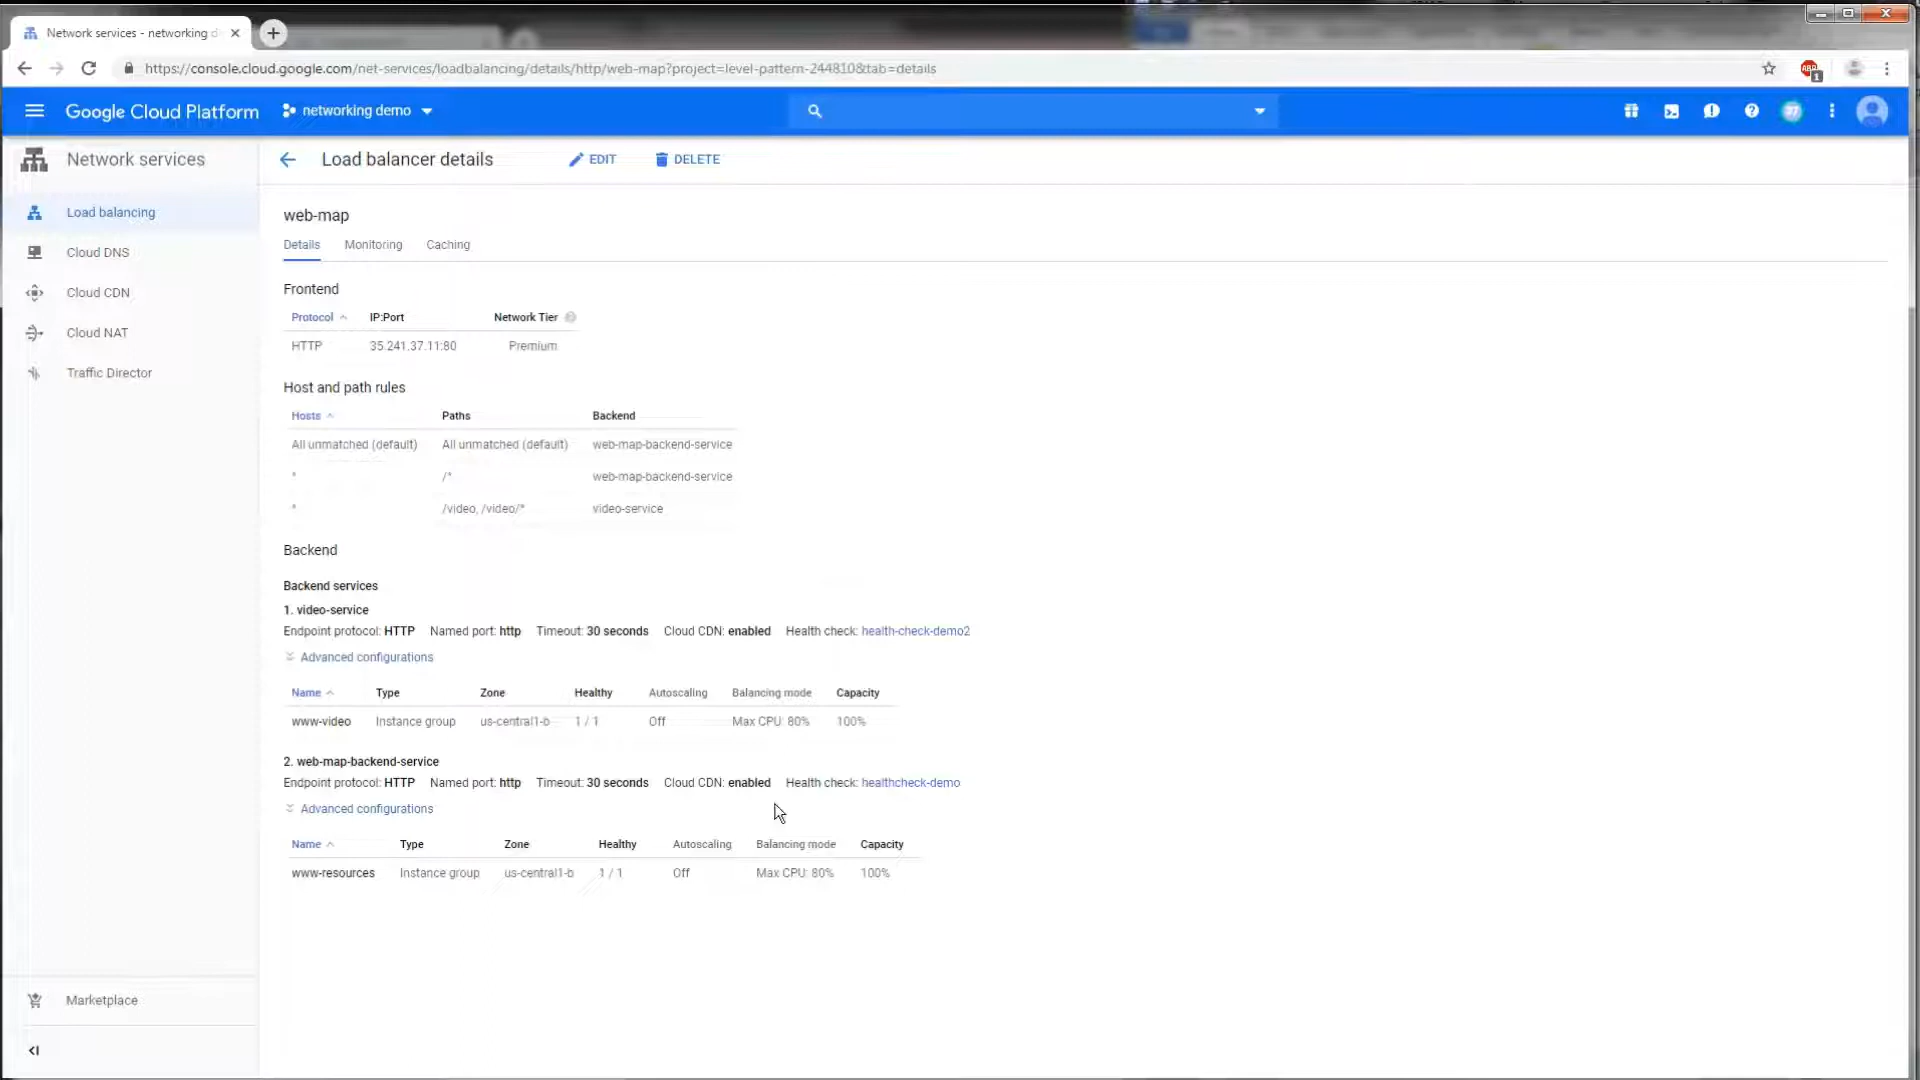 Network services - networking d
https://console.cloud.google.com/net-services/loadbalancing/details/http/web-map?project=level-pattern-244810&tab=details
ABP
1
Google Cloud Platform
networking demo
Network services
Load balancer details
EDIT
DELETE
Load balancing
Cloud DNS
Cloud CDN
Cloud NAT
Traffic Director
web-map
Details Monitoring Caching
Frontend
Protocol IP:Port Network Tier
HTTP 35.241.37.11:80 Premium
Host and path rules
Hosts Paths Backend
All unmatched (default) All unmatched (default) web-map-backend-service
* /* web-map-backend-service
* /video, /video/* video-service
Backend
Backend services
1. video-service
Endpoint protocol: HTTP Named port: http Timeout: 30 seconds Cloud CDN: enabled Health check: health-check-demo2
Advanced configurations
Name Type Zone Healthy Autoscaling Balancing mode Capacity
www-video Instance group us-central1-b 1 / 1 Off Max CPU: 80% 100%
2. web-map-backend-service
Endpoint protocol: HTTP Named port: http Timeout: 30 seconds Cloud CDN: enabled Health check: healthcheck-demo
Advanced configurations
Name Type Zone Healthy Autoscaling Balancing mode Capacity
www-resources Instance group us-central1-b 1 / 1 Off Max CPU: 80% 100%
Marketplace